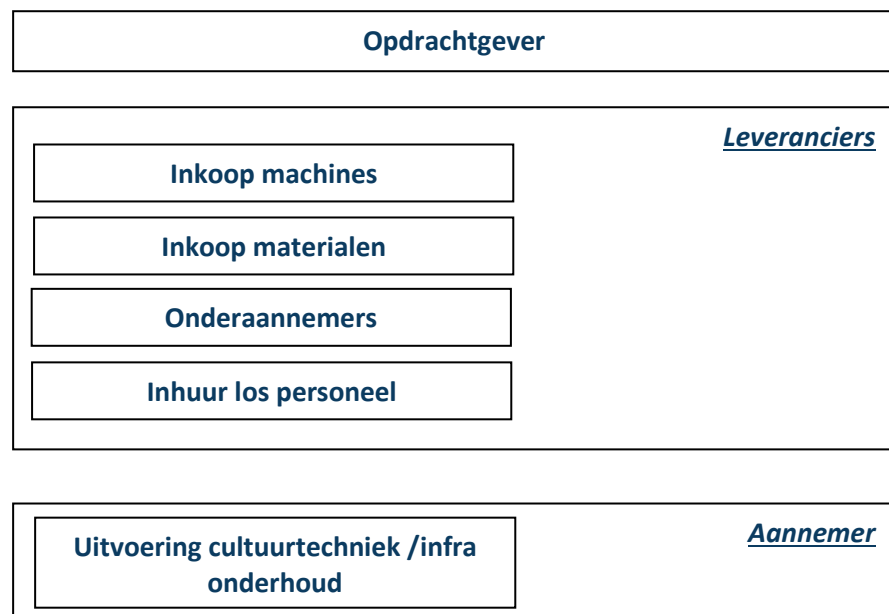 Opdrachtgever
Leveranciers
Inkoop machines
Inkoop materialen
Onderaannemers
Inhuur los personeel
Aannemer
Uitvoering cultuurtechniek /infra
onderhoud